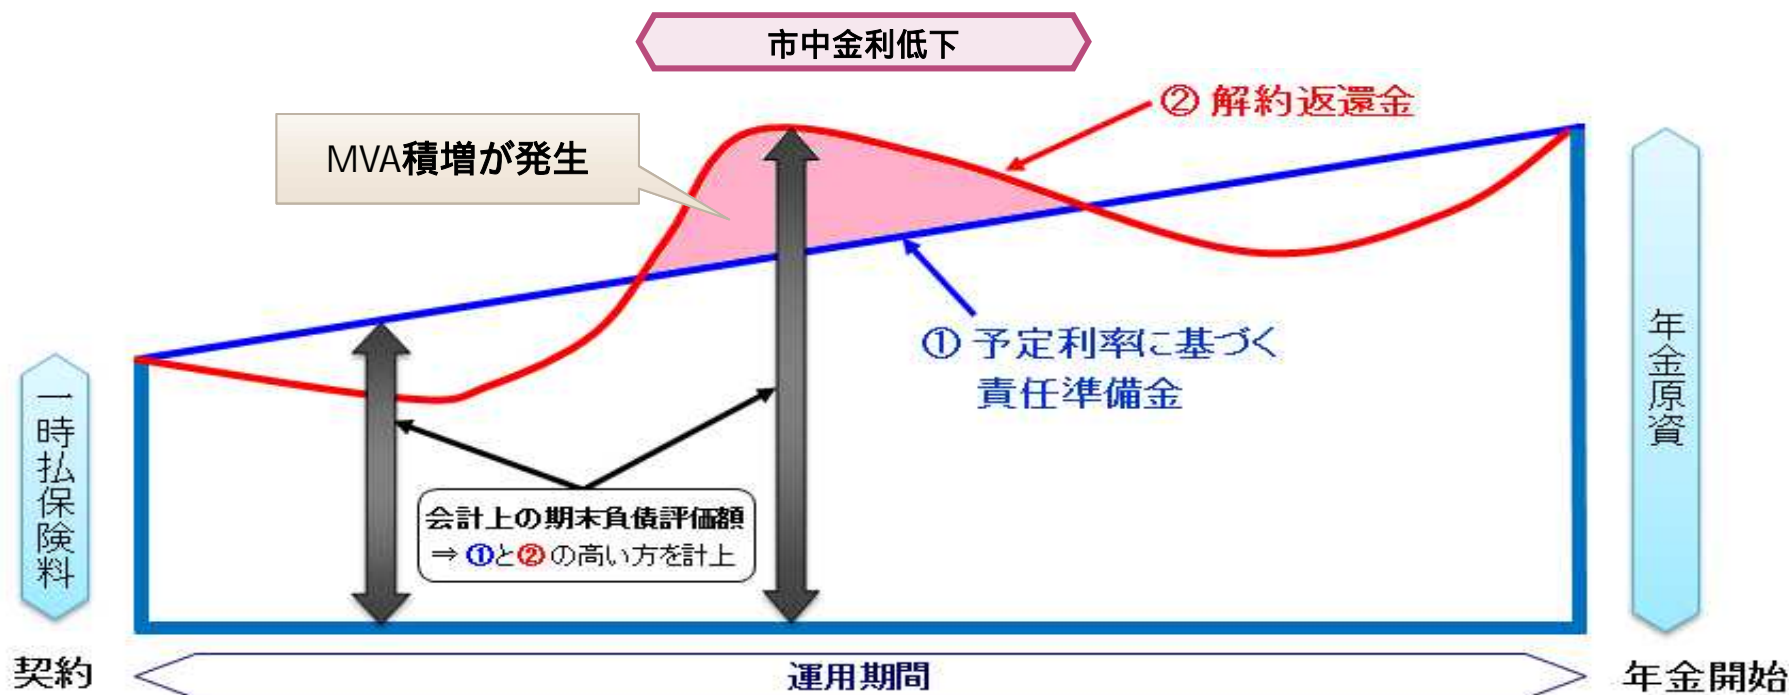 市中金利低下
② 解約返還金
MVA積増が発生
① 予定利率に基づく
責任準備金
一時払保険料
年金原資
会計上の期末負債評価額
⇒ ①と②の高い方を計上
契約
運用期間
年金開始